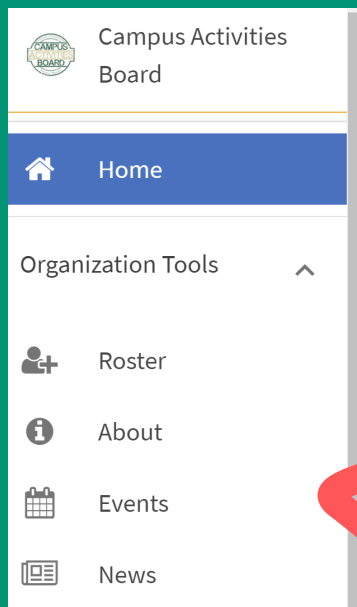 CAMPUS
ACTIVITIES
BOARD
Campus Activities
Board
Home
Organization Tools
Roster
About
Events
News